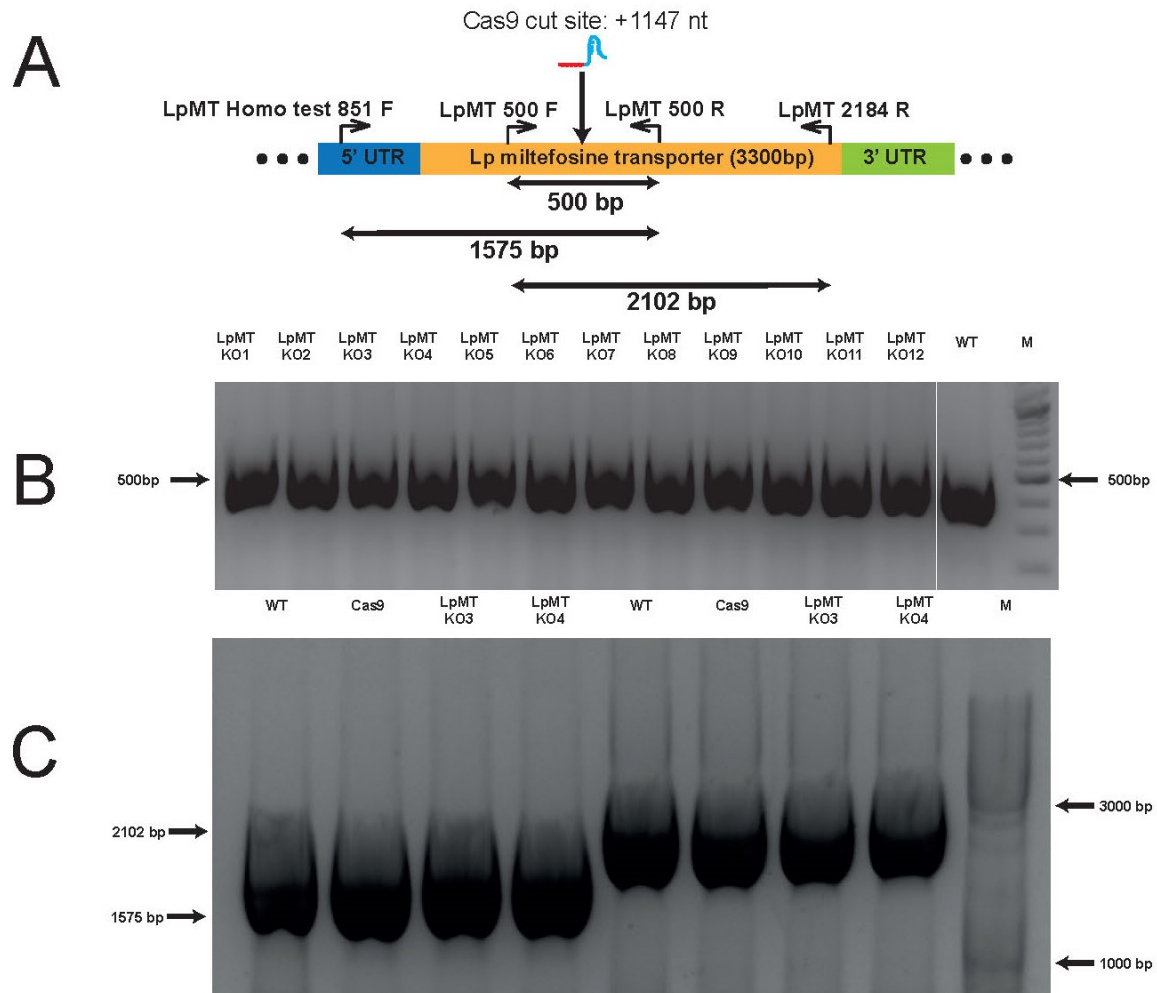 A
Cas9 cut site: +1147 nt
LpMT Homo test 851 F
LpMT 500 F
LpMT 500 R
LpMT 2184 R
5' UTR
Lp miltefosine transporter (3300bp)
3' UTR
500 bp
1575 bp
2102 bp
B
LpMT KO1
LpMT KO2
LpMT KO3
LpMT KO4
LpMT KO5
LpMT KO6
LpMT KO7
LpMT KO8
LpMT KO9
LpMT KO10
LpMT KO11
LpMT KO12
WT
M
500bp
500bp
C
WT
Cas9
LpMT KO3
LpMT KO4
WT
Cas9
LpMT KO3
LpMT KO4
M
2102 bp
1575 bp
3000 bp
1000 bp